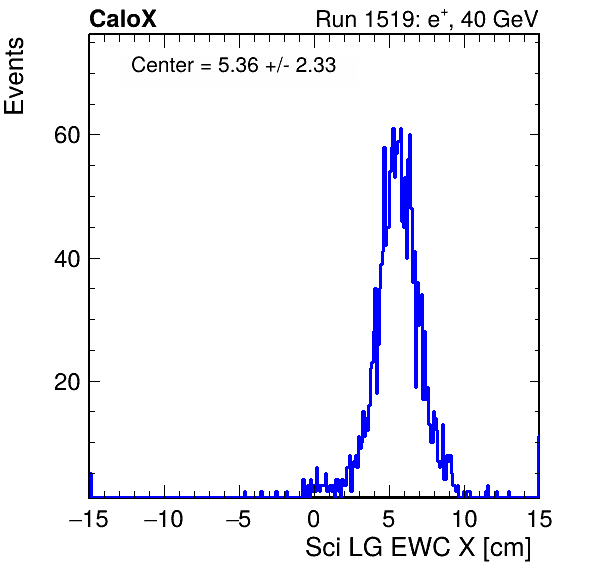 CaloX Run 1519: e⁺, 40 GeV
Center = 5.36 +/- 2.33
Events
60
40
20
−15 −10 −5 0 5 10 15
Sci LG EWC X [cm]